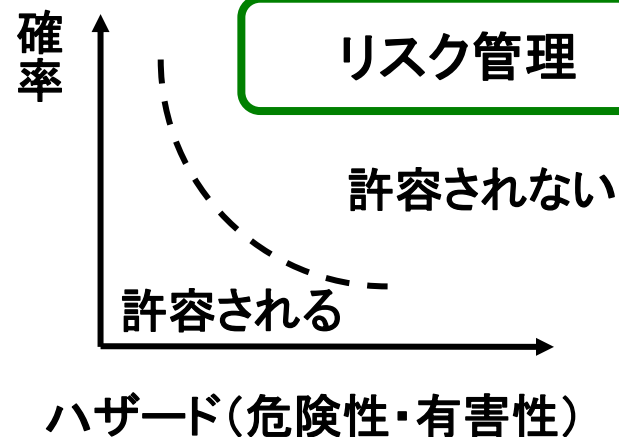 確率
リスク管理
許容されない
許容される
ハザード(危険性・有害性)